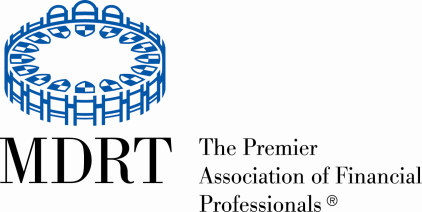 MDRT
The Premier
Association of Financial
Professionals ®